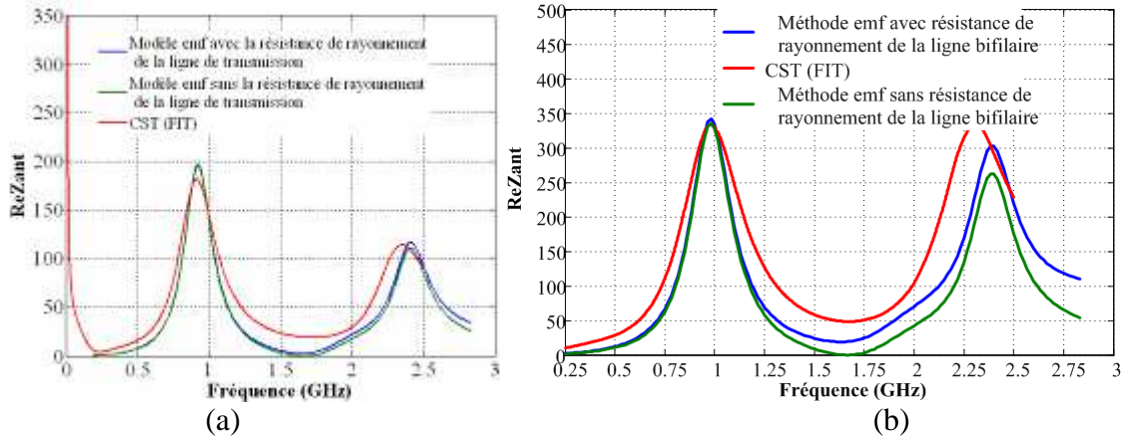 350
300
250
200
150
100
50
0
ReZant
Modèle emf avec la résistance de rayonnement
de la ligne de transmission
Modèle emf sans la résistance de rayonnement
de la ligne de transmission
CST (FIT)
0 0.5 1 1.5 2 2.5 3
Fréquence (GHz)
(a)
500
450
400
350
300
250
200
150
100
50
0
ReZant
Méthode emf avec résistance de
rayonnement de la ligne bifilaire
CST (FIT)
Méthode emf sans résistance de
rayonnement de la ligne bifilaire
0.25 0.5 0.75 1 1.25 1.5 1.75 2 2.25 2.5 2.75 3
Fréquence (GHz)
(b)